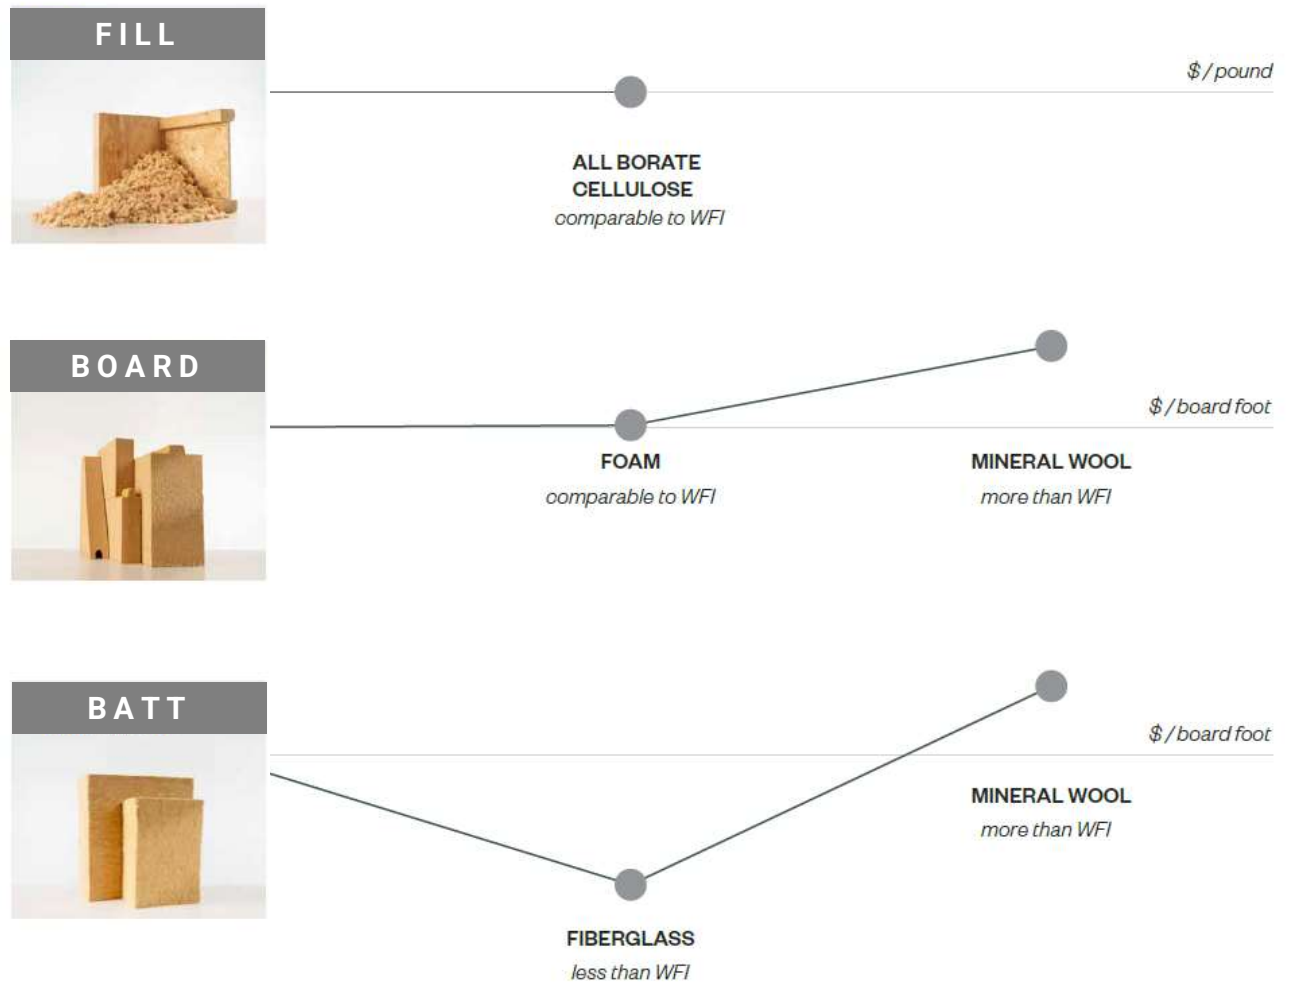 FILL
$/pound
ALL BORATE
CELLULOSE
comparable to WFI
BOARD
$/board foot
FOAM
comparable to WFI
MINERAL WOOL
more than WFI
BATT
$/board foot
MINERAL WOOL
more than WFI
FIBERGLASS
less than WFI